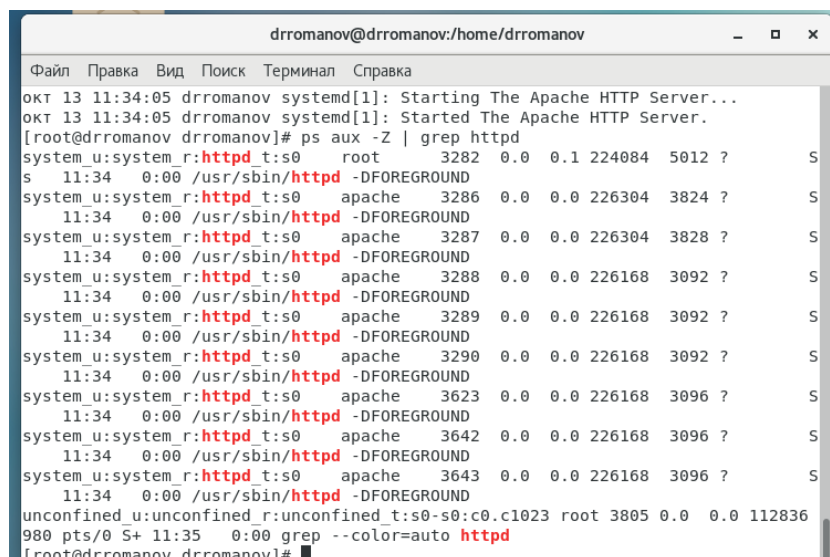 drromanov@drromanov:/home/drromanov
Файл Правка Вид Поиск Терминал Справка
окт 13 11:34:05 drromanov systemd[1]: Starting The Apache HTTP Server...
окт 13 11:34:05 drromanov systemd[1]: Started The Apache HTTP Server.
[root@drromanov drromanov]# ps aux -Z | grep httpd
system_u:system_r:httpd_t:s0    root      3282  0.0  0.1 224084  5012 ?        S
s   11:34   0:00 /usr/sbin/httpd -DFOREGROUND
system_u:system_r:httpd_t:s0    apache    3286  0.0  0.0 226304  3824 ?        S
    11:34   0:00 /usr/sbin/httpd -DFOREGROUND
system_u:system_r:httpd_t:s0    apache    3287  0.0  0.0 226304  3828 ?        S
    11:34   0:00 /usr/sbin/httpd -DFOREGROUND
system_u:system_r:httpd_t:s0    apache    3288  0.0  0.0 226168  3092 ?        S
    11:34   0:00 /usr/sbin/httpd -DFOREGROUND
system_u:system_r:httpd_t:s0    apache    3289  0.0  0.0 226168  3092 ?        S
    11:34   0:00 /usr/sbin/httpd -DFOREGROUND
system_u:system_r:httpd_t:s0    apache    3290  0.0  0.0 226168  3092 ?        S
    11:34   0:00 /usr/sbin/httpd -DFOREGROUND
system_u:system_r:httpd_t:s0    apache    3623  0.0  0.0 226168  3096 ?        S
    11:34   0:00 /usr/sbin/httpd -DFOREGROUND
system_u:system_r:httpd_t:s0    apache    3642  0.0  0.0 226168  3096 ?        S
    11:34   0:00 /usr/sbin/httpd -DFOREGROUND
system_u:system_r:httpd_t:s0    apache    3643  0.0  0.0 226168  3096 ?        S
    11:34   0:00 /usr/sbin/httpd -DFOREGROUND
unconfined_u:unconfined_r:unconfined_t:s0-s0:c0.c1023 root 3805 0.0  0.0 112836
980 pts/0 S+ 11:35   0:00 grep --color=auto httpd
[root@drromanov drromanov]#